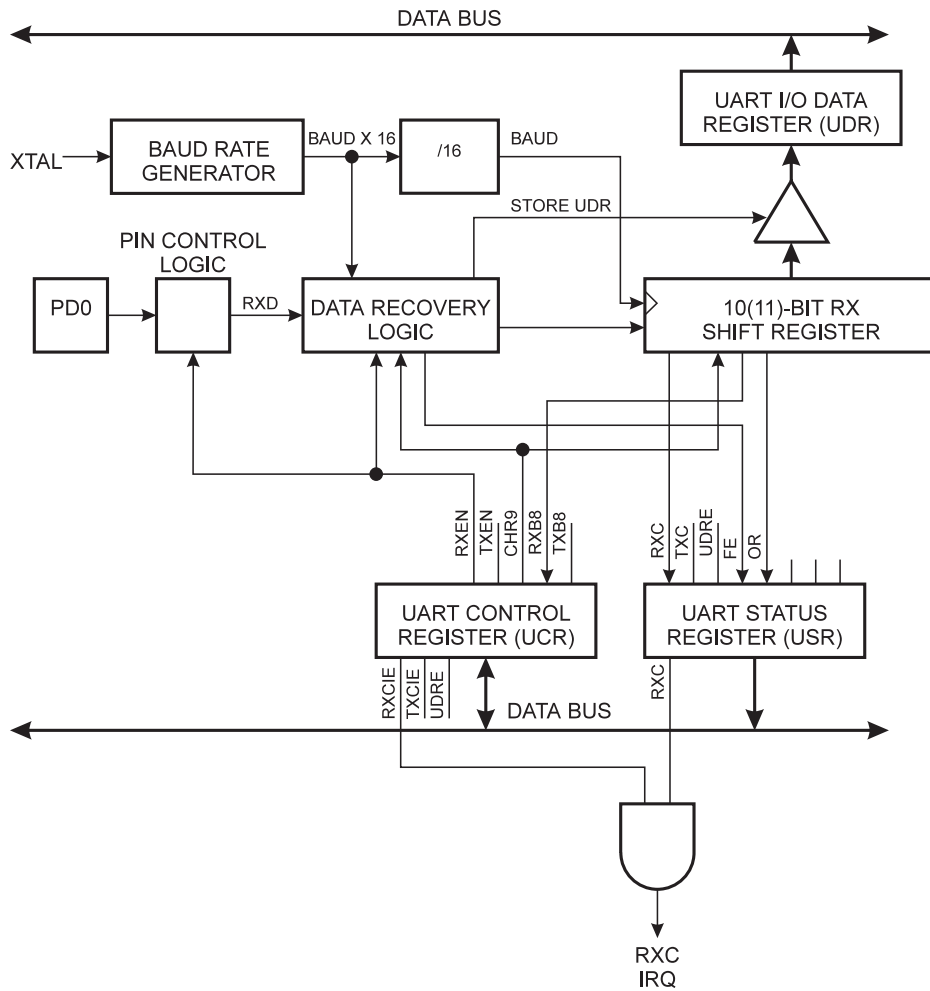 DATA BUS
UART I/O DATA
REGISTER (UDR)
XTAL
BAUD RATE
GENERATOR
BAUD X 16
/16
BAUD
STORE UDR
PIN CONTROL
LOGIC
PD0
RXD
DATA RECOVERY
LOGIC
10(11)-BIT RX
SHIFT REGISTER
RXEN
TXEN
CHR9
RXB8
TXB8
RXC
TXC
UDRE
FE
OR
UART CONTROL
REGISTER (UCR)
UART STATUS
REGISTER (USR)
RXCIE
TXCIE
UDRE
RXC
DATA BUS
RXC
IRQ